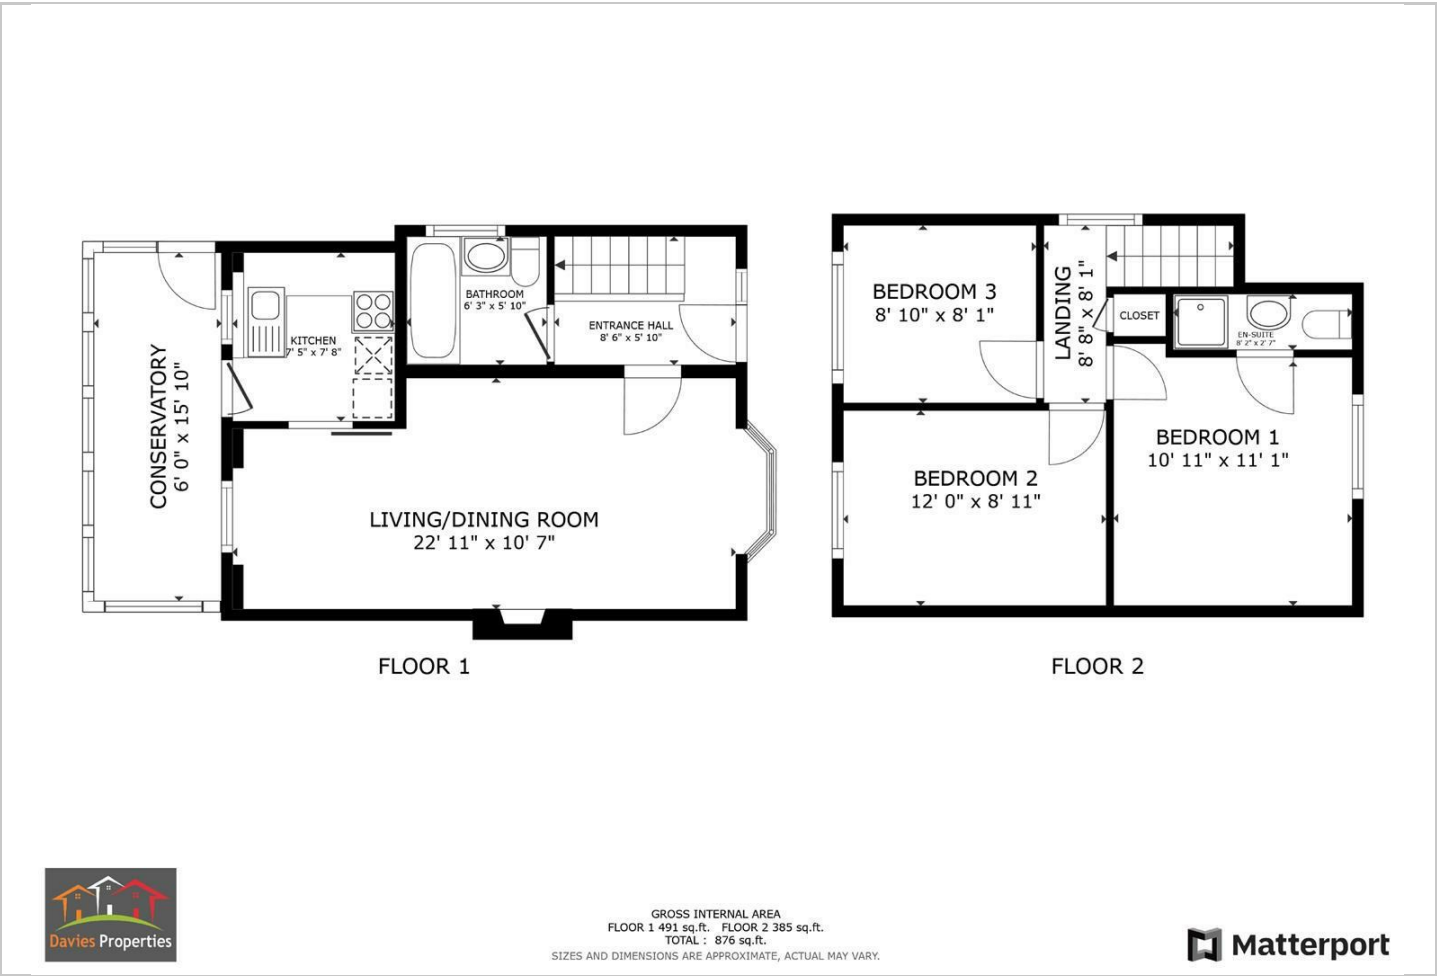 CONSERVATORY
6' 0" x 15' 10"
KITCHEN
7' 5" x 7' 8"
BATHROOM
6' 3" x 5' 10"
ENTRANCE HALL
8' 6" x 5' 10"
LIVING/DINING ROOM
22' 11" x 10' 7"
FLOOR 1
BEDROOM 3
8' 10" x 8' 1"
LANDING
8' 8" x 8' 1"
CLOSET
EN-SUITE
8' 2" x 2' 7"
BEDROOM 2
12' 0" x 8' 11"
BEDROOM 1
10' 11" x 11' 1"
FLOOR 2
Davies Properties
GROSS INTERNAL AREA
FLOOR 1 491 sq.ft. FLOOR 2 385 sq.ft.
TOTAL : 876 sq.ft.
SIZES AND DIMENSIONS ARE APPROXIMATE, ACTUAL MAY VARY.
Matterport